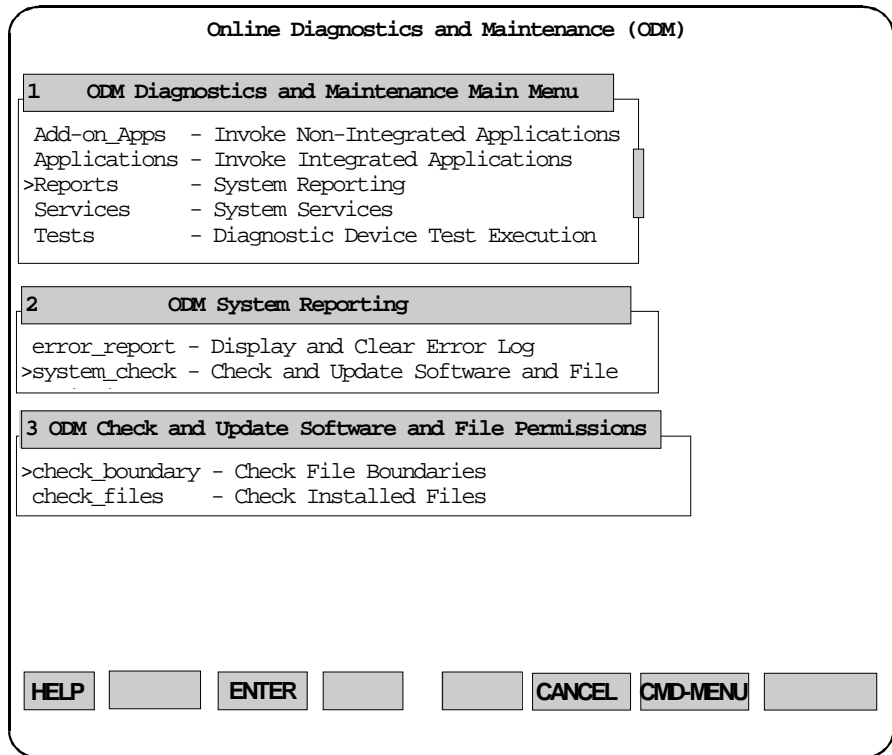 Online Diagnostics and Maintenance (ODM)
1 ODM Diagnostics and Maintenance Main Menu
Add-on_Apps - Invoke Non-Integrated Applications
Applications - Invoke Integrated Applications
>Reports - System Reporting
Services - System Services
Tests - Diagnostic Device Test Execution
2 ODM System Reporting
error_report - Display and Clear Error Log
>system_check - Check and Update Software and File
3 ODM Check and Update Software and File Permissions
>check_boundary - Check File Boundaries
check_files - Check Installed Files
HELP ENTER CANCEL CMD-MENU